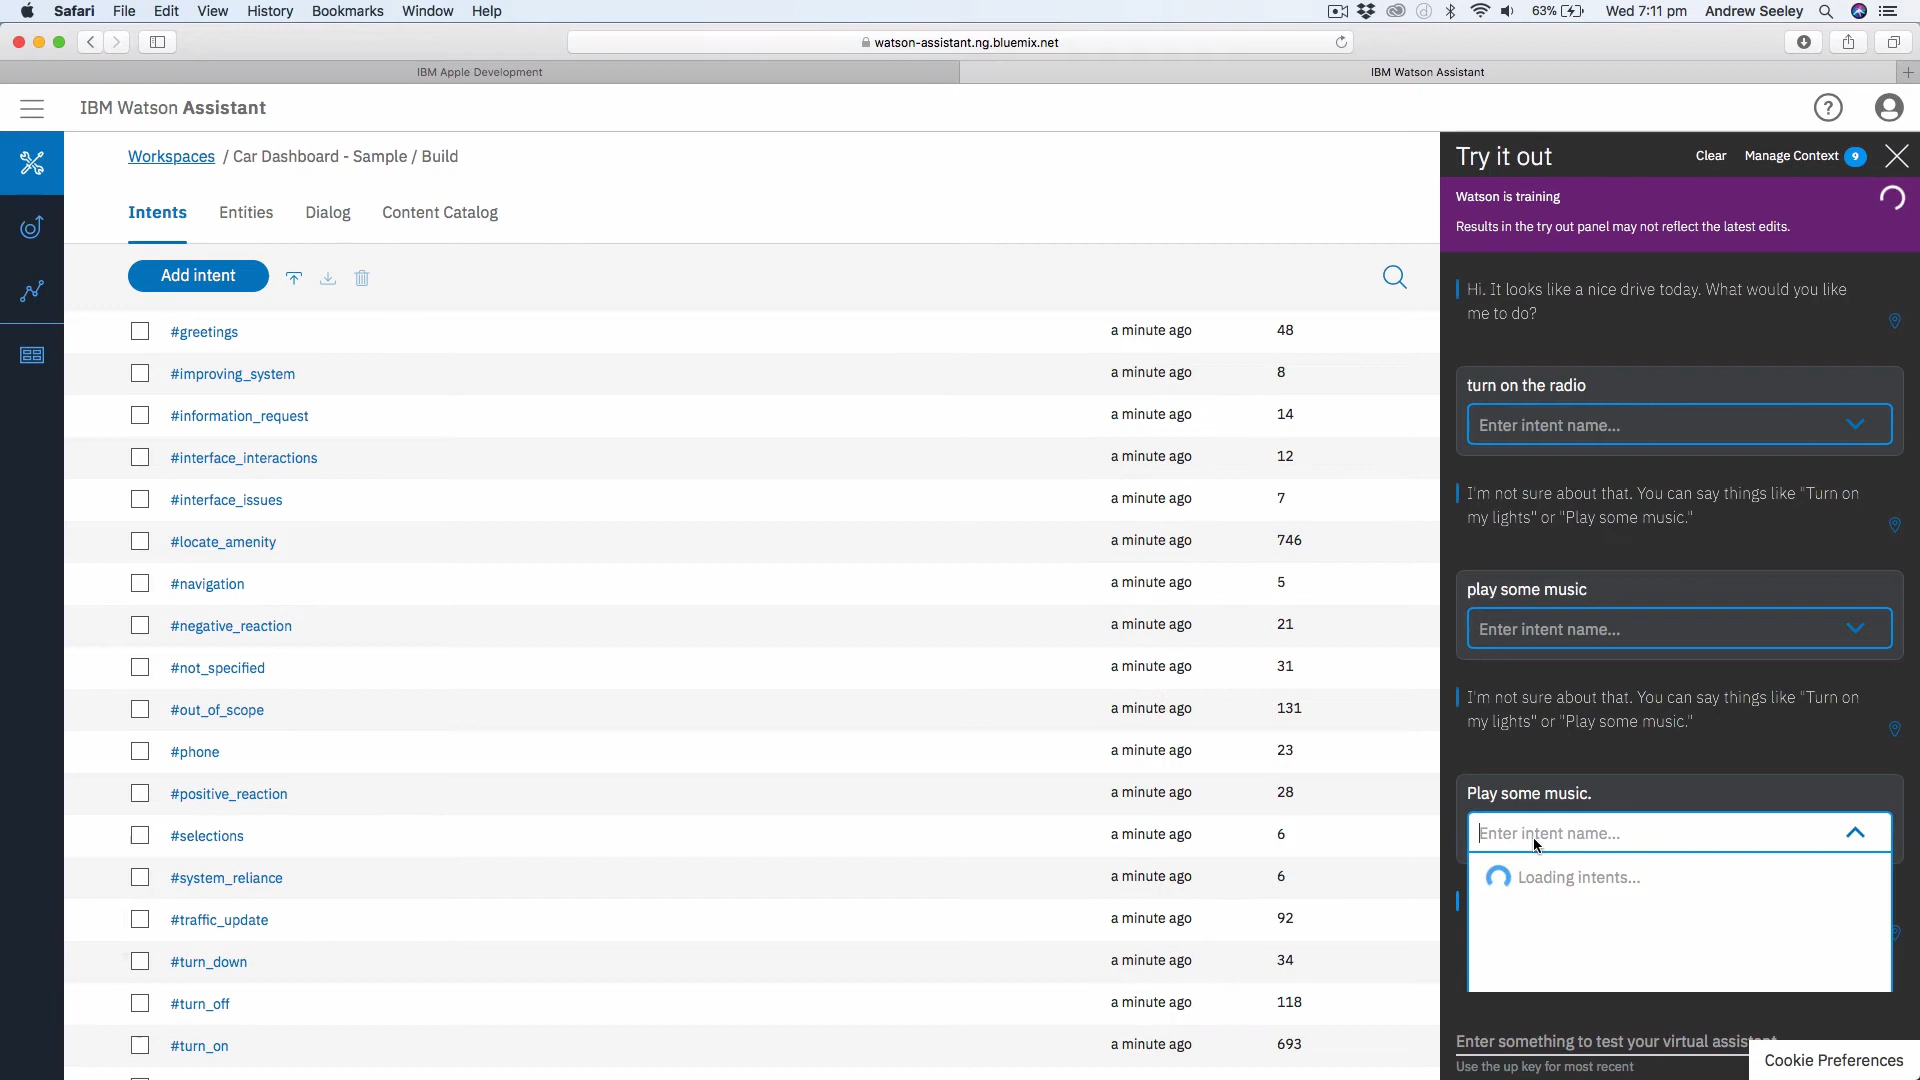 Safari File Edit View History Bookmarks Window Help 63% Wed 7:11 pm Andrew Seeley
watson-assistant.ng.bluemix.net
IBM Apple Development
IBM Watson Assistant
IBM Watson Assistant
?
Workspaces / Car Dashboard - Sample / Build
Intents Entities Dialog Content Catalog
Add intent
#greetings a minute ago 48
#improving_system a minute ago 8
#information_request a minute ago 14
#interface_interactions a minute ago 12
#interface_issues a minute ago 7
#locate_amenity a minute ago 746
#navigation a minute ago 5
#negative_reaction a minute ago 21
#not_specified a minute ago 31
#out_of_scope a minute ago 131
#phone a minute ago 23
#positive_reaction a minute ago 28
#selections a minute ago 6
#system_reliance a minute ago 6
#traffic_update a minute ago 92
#turn_down a minute ago 34
#turn_off a minute ago 118
#turn_on a minute ago 693
Try it out Clear Manage Context 9
Watson is training
Results in the try out panel may not reflect the latest edits.
Hi. It looks like a nice drive today. What would you like
me to do?
turn on the radio
Enter intent name...
I'm not sure about that. You can say things like "Turn on
my lights" or "Play some music."
play some music
Enter intent name...
I'm not sure about that. You can say things like "Turn on
my lights" or "Play some music."
Play some music.
Enter intent name...
Loading intents...
Enter something to test your virtual assistant
Use the up key for most recent
Cookie Preferences